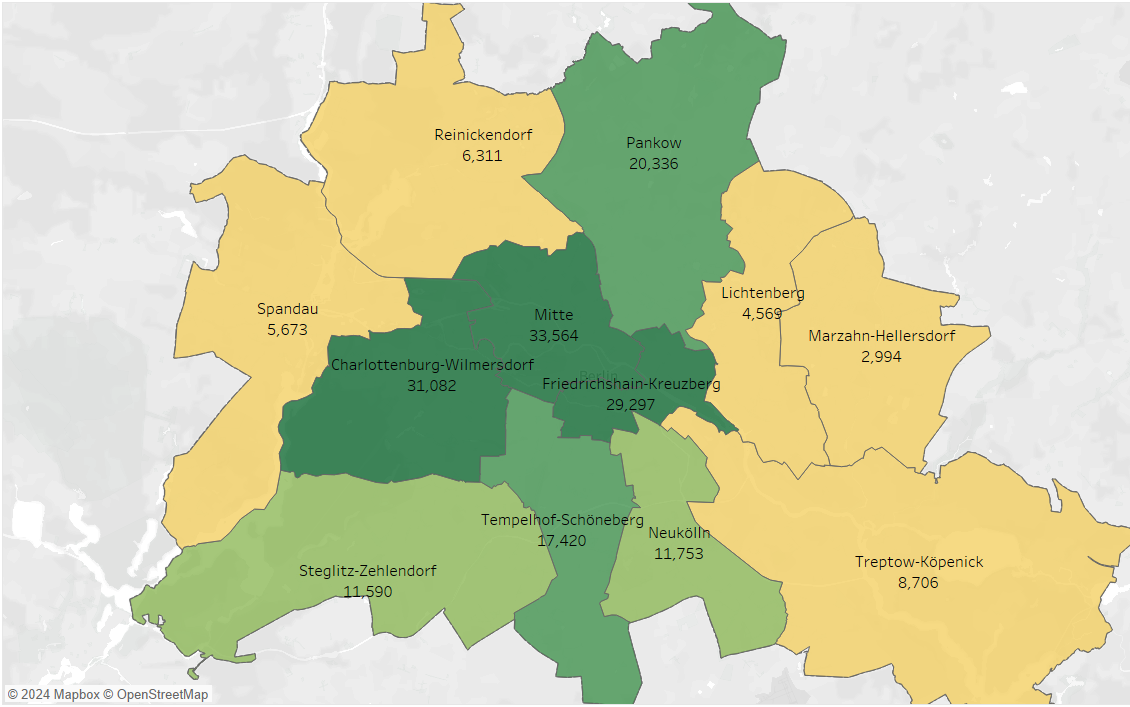 Reinickendorf
6,311
Pankow
20,336
Lichtenberg
4,569
Spandau
5,673
Mitte
33,564
Marzahn-Hellersdorf
2,994
Charlottenburg-Wilmersdorf
31,082
Berlin
Friedrichshain-Kreuzberg
29,297
Tempelhof-Schöneberg
17,420
Neukölln
11,753
Treptow-Köpenick
8,706
Steglitz-Zehlendorf
11,590
© 2024 Mapbox © OpenStreetMap